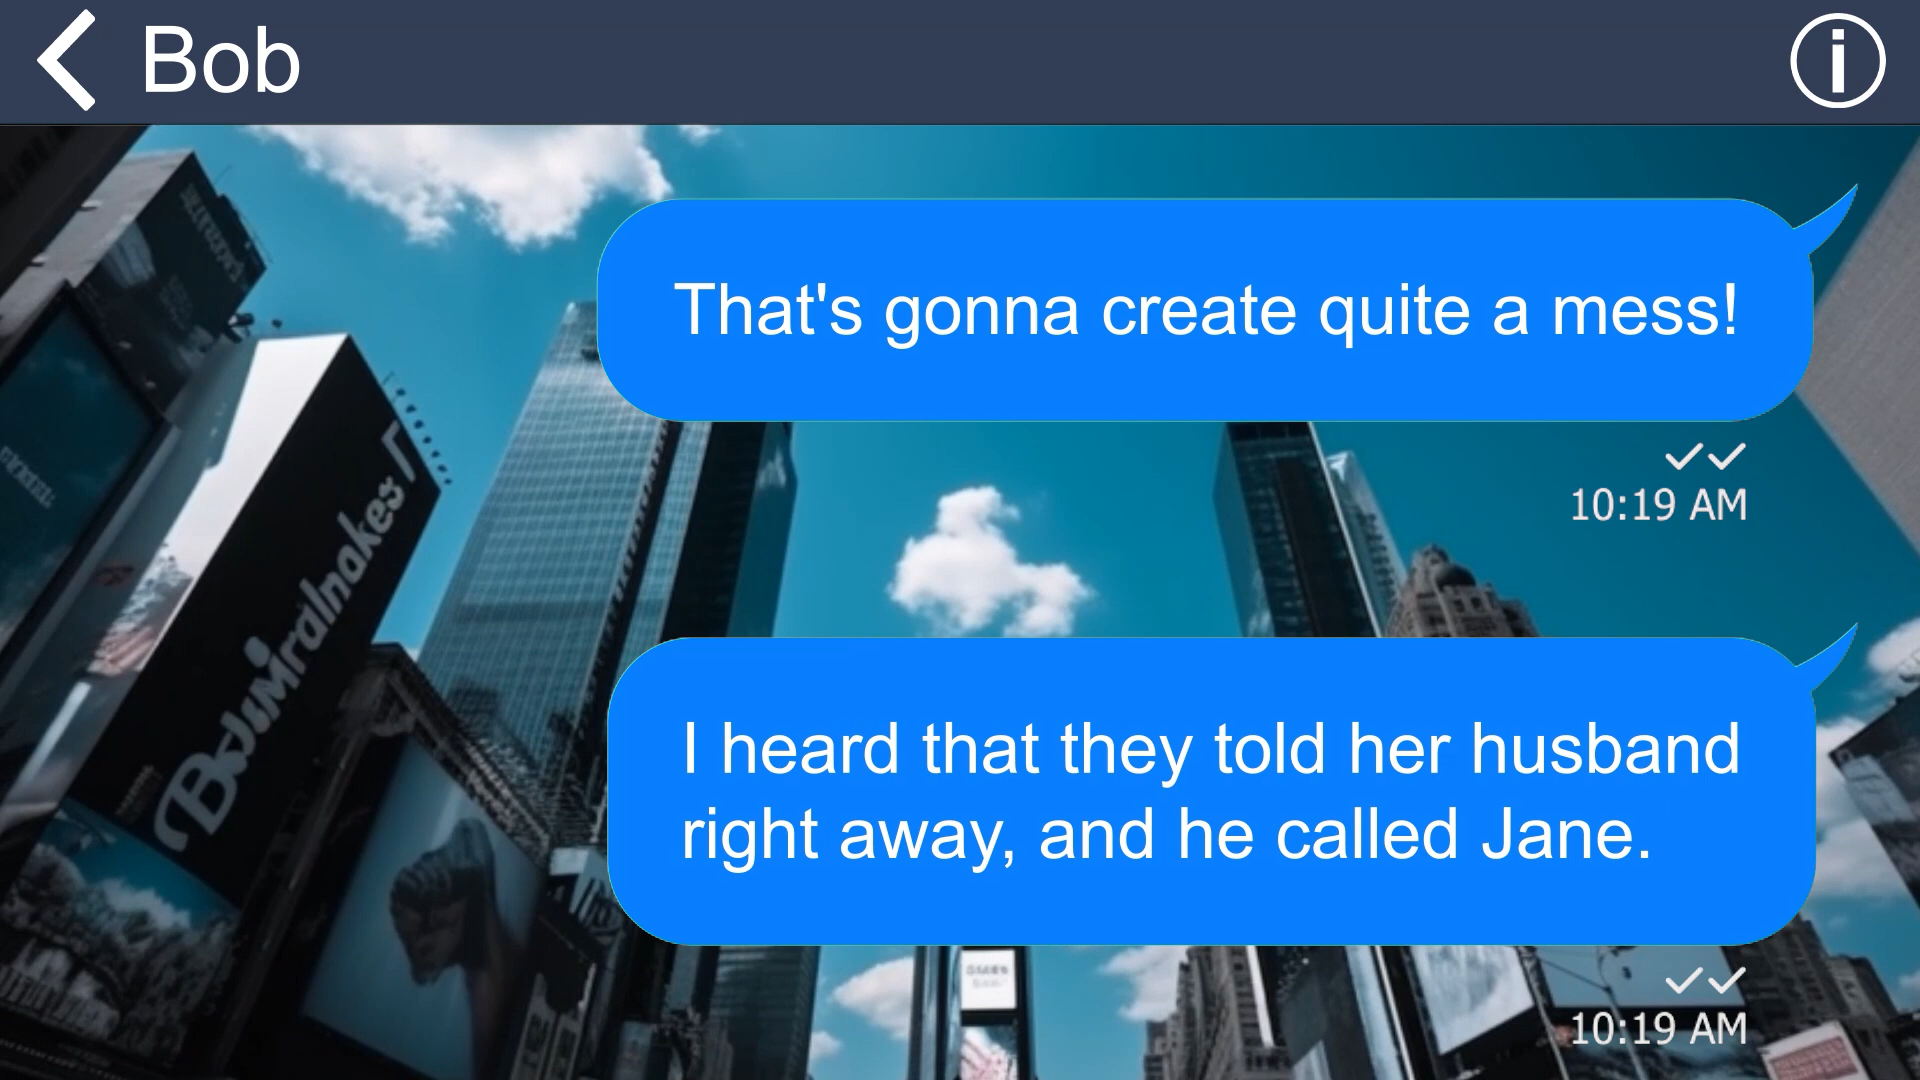 Bob
That's gonna create quite a mess!
10:19 AM
I heard that they told her husband
right away, and he called Jane.
10:19 AM